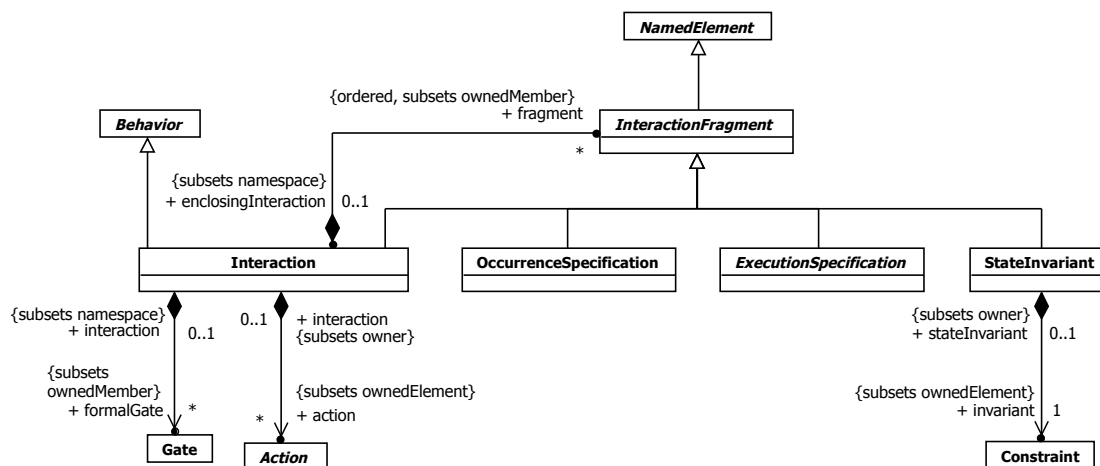 NamedElement
{ordered, subsets ownedMember}
+ fragment
*
Behavior
InteractionFragment
{subsets namespace}
+ enclosingInteraction
0..1
Interaction
OccurrenceSpecification
ExecutionSpecification
StateInvariant
{subsets namespace}
+ interaction
0..1
0..1
+ interaction
{subsets owner}
{subsets owner}
+ stateInvariant
0..1
{subsets
ownedMember}
+ formalGate
*
{subsets ownedElement}
+ action
*
{subsets ownedElement}
+ invariant
1
Gate
Action
Constraint